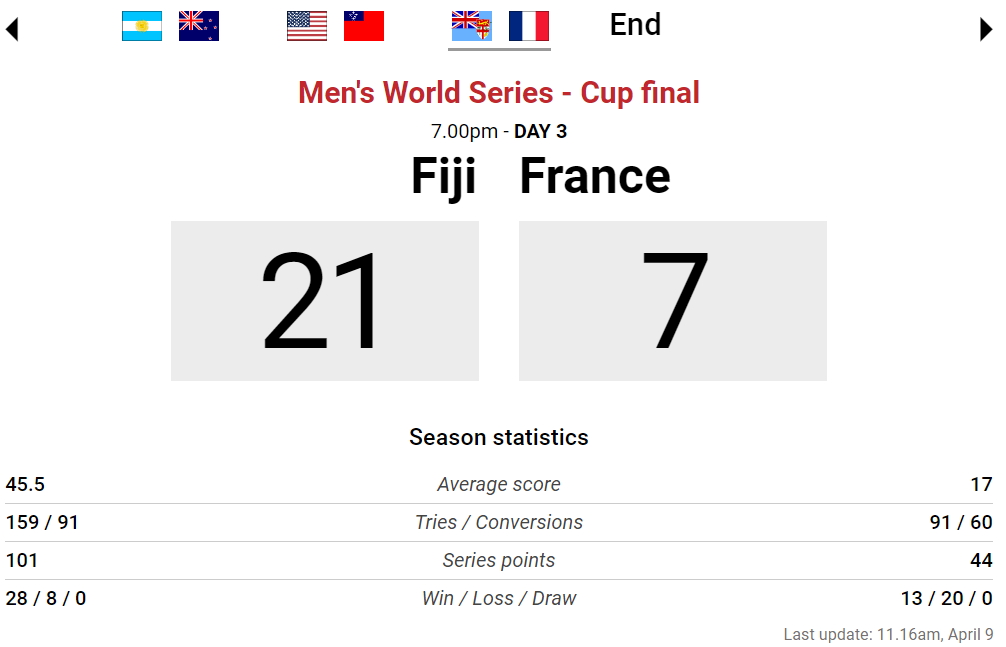 End
Men's World Series - Cup final
7.00pm - DAY 3
Fiji France
21 7
Season statistics
45.5 Average score 17
159 / 91 Tries / Conversions 91 / 60
101 Series points 44
28 / 8 / 0 Win / Loss / Draw 13 / 20 / 0
Last update: 11.16am, April 9